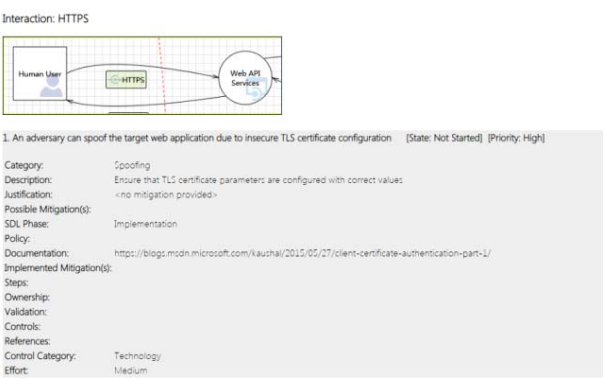 Interaction: HTTPS
Human User
HTTPS
Web API
Services
1. An adversary can spoof the target web application due to insecure TLS certificate configuration [State: Not Started] [Priority: High]
Category: Spoofing
Description: Ensure that TLS certificate parameters are configured with correct values
Justification: <no mitigation provided>
Possible Mitigation(s):
SDL Phase: Implementation
Policy:
Documentation: https://blogs.msdn.microsoft.com/kaushal/2015/05/27/client-certificate-authentication-part-1/
Implemented Mitigation(s):
Steps:
Ownership:
Validation:
Controls:
References:
Control Category: Technology
Effort: Medium